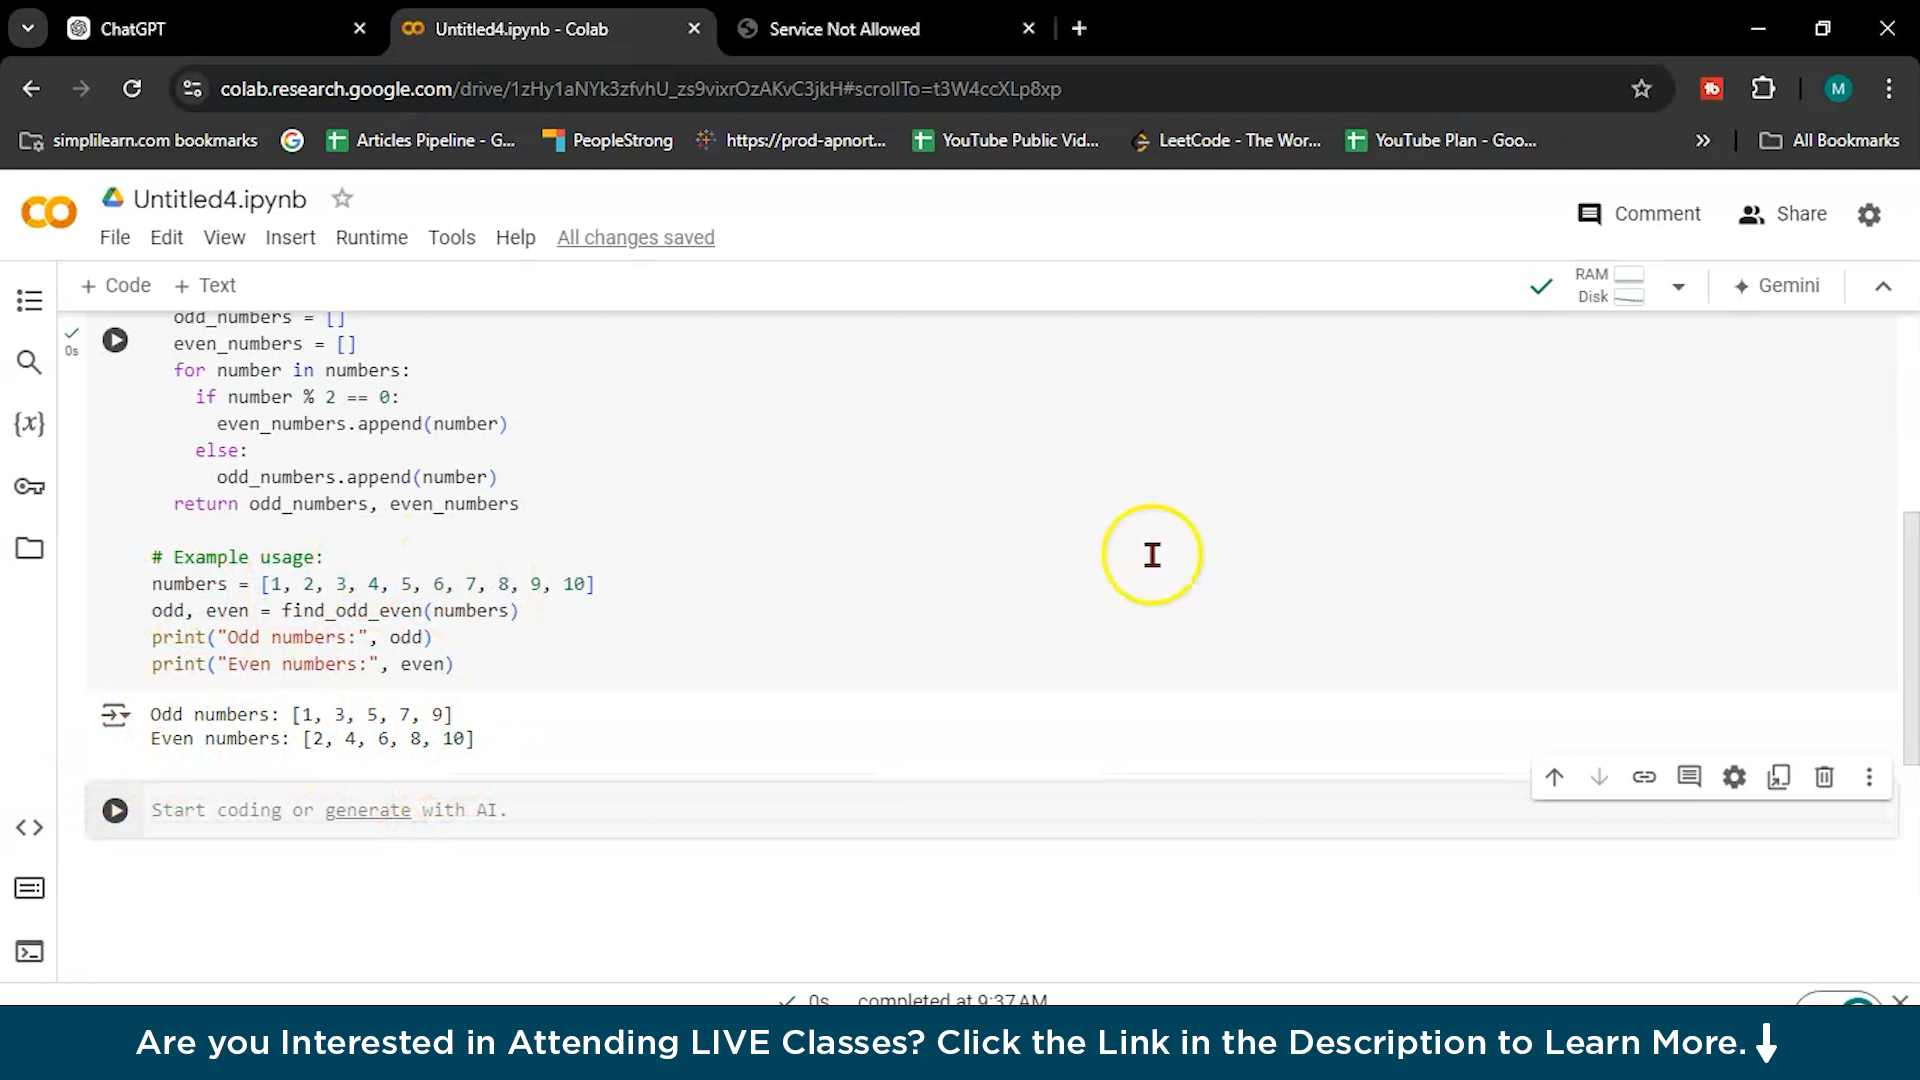 ChatGPT
Untitled4.ipynb - Colab
Service Not Allowed
colab.research.google.com/drive/1zHy1aNYk3zfvhU_zs9vixrOzAKvC3jkH#scrollTo=t3W4ccXLp8xp
M
simplilearn.com bookmarks
Articles Pipeline - G...
PeopleStrong
https://prod-apnort...
YouTube Public Vid...
LeetCode - The Wor...
YouTube Plan - Goo...
All Bookmarks
Untitled4.ipynb
Comment
Share
File Edit View Insert Runtime Tools Help All changes saved
+ Code + Text
RAM
Disk
Gemini
odd_numbers = []
0s
even_numbers = []
for number in numbers:
if number % 2 == 0:
even_numbers.append(number)
else:
odd_numbers.append(number)
return odd_numbers, even_numbers
# Example usage:
numbers = [1, 2, 3, 4, 5, 6, 7, 8, 9, 10]
odd, even = find_odd_even(numbers)
print("Odd numbers:", odd)
print("Even numbers:", even)
Odd numbers: [1, 3, 5, 7, 9]
Even numbers: [2, 4, 6, 8, 10]
Start coding or generate with AI.
0s completed at 9:37 AM
Are you Interested in Attending LIVE Classes? Click the Link in the Description to Learn More.